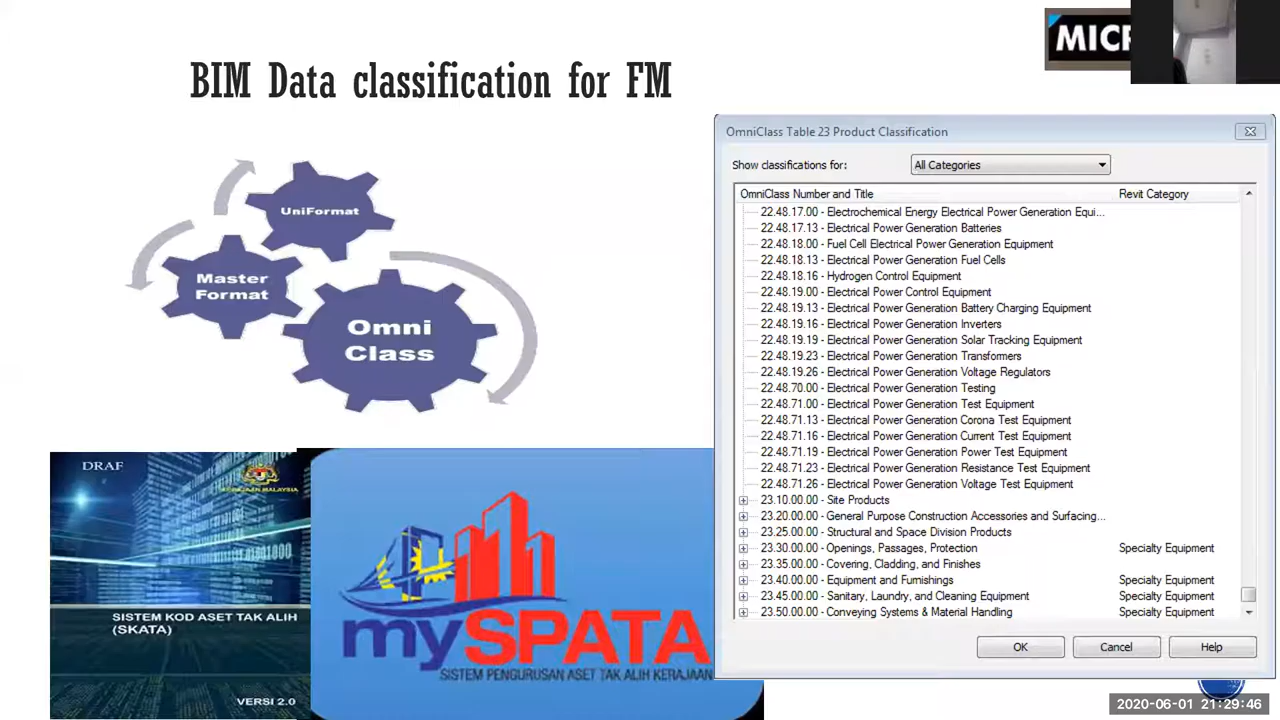 MICR
BIM Data classification for FM
UniFormat
Master
Format
Omni
Class
OmniClass Table 23 Product Classification
Show classifications for:
All Categories
OmniClass Number and Title
Revit Category
22.48.17.00 - Electrochemical Energy Electrical Power Generation Equi...
22.48.17.13 - Electrical Power Generation Batteries
22.48.18.00 - Fuel Cell Electrical Power Generation Equipment
22.48.18.13 - Electrical Power Generation Fuel Cells
22.48.18.16 - Hydrogen Control Equipment
22.48.19.00 - Electrical Power Control Equipment
22.48.19.13 - Electrical Power Generation Battery Charging Equipment
22.48.19.16 - Electrical Power Generation Inverters
22.48.19.19 - Electrical Power Generation Solar Tracking Equipment
22.48.19.23 - Electrical Power Generation Transformers
22.48.19.26 - Electrical Power Generation Voltage Regulators
22.48.70.00 - Electrical Power Generation Testing
22.48.71.00 - Electrical Power Generation Test Equipment
22.48.71.13 - Electrical Power Generation Corona Test Equipment
22.48.71.16 - Electrical Power Generation Current Test Equipment
22.48.71.19 - Electrical Power Generation Power Test Equipment
22.48.71.23 - Electrical Power Generation Resistance Test Equipment
22.48.71.26 - Electrical Power Generation Voltage Test Equipment
23.10.00.00 - Site Products
23.20.00.00 - General Purpose Construction Accessories and Surfacing...
23.25.00.00 - Structural and Space Division Products
23.30.00.00 - Openings, Passages, Protection Specialty Equipment
23.35.00.00 - Covering, Cladding, and Finishes
23.40.00.00 - Equipment and Furnishings Specialty Equipment
23.45.00.00 - Sanitary, Laundry, and Cleaning Equipment Specialty Equipment
23.50.00.00 - Conveying Systems & Material Handling Specialty Equipment
OK
Cancel
Help
DRAF
KERAJAAN MALAYSIA
SISTEM KOD ASET TAK ALIH
(SKATA)
VERSI 2.0
mySPATA
SISTEM PENGURUSAN ASET TAK ALIH KERAJAAN
2020-06-01 21:29:46